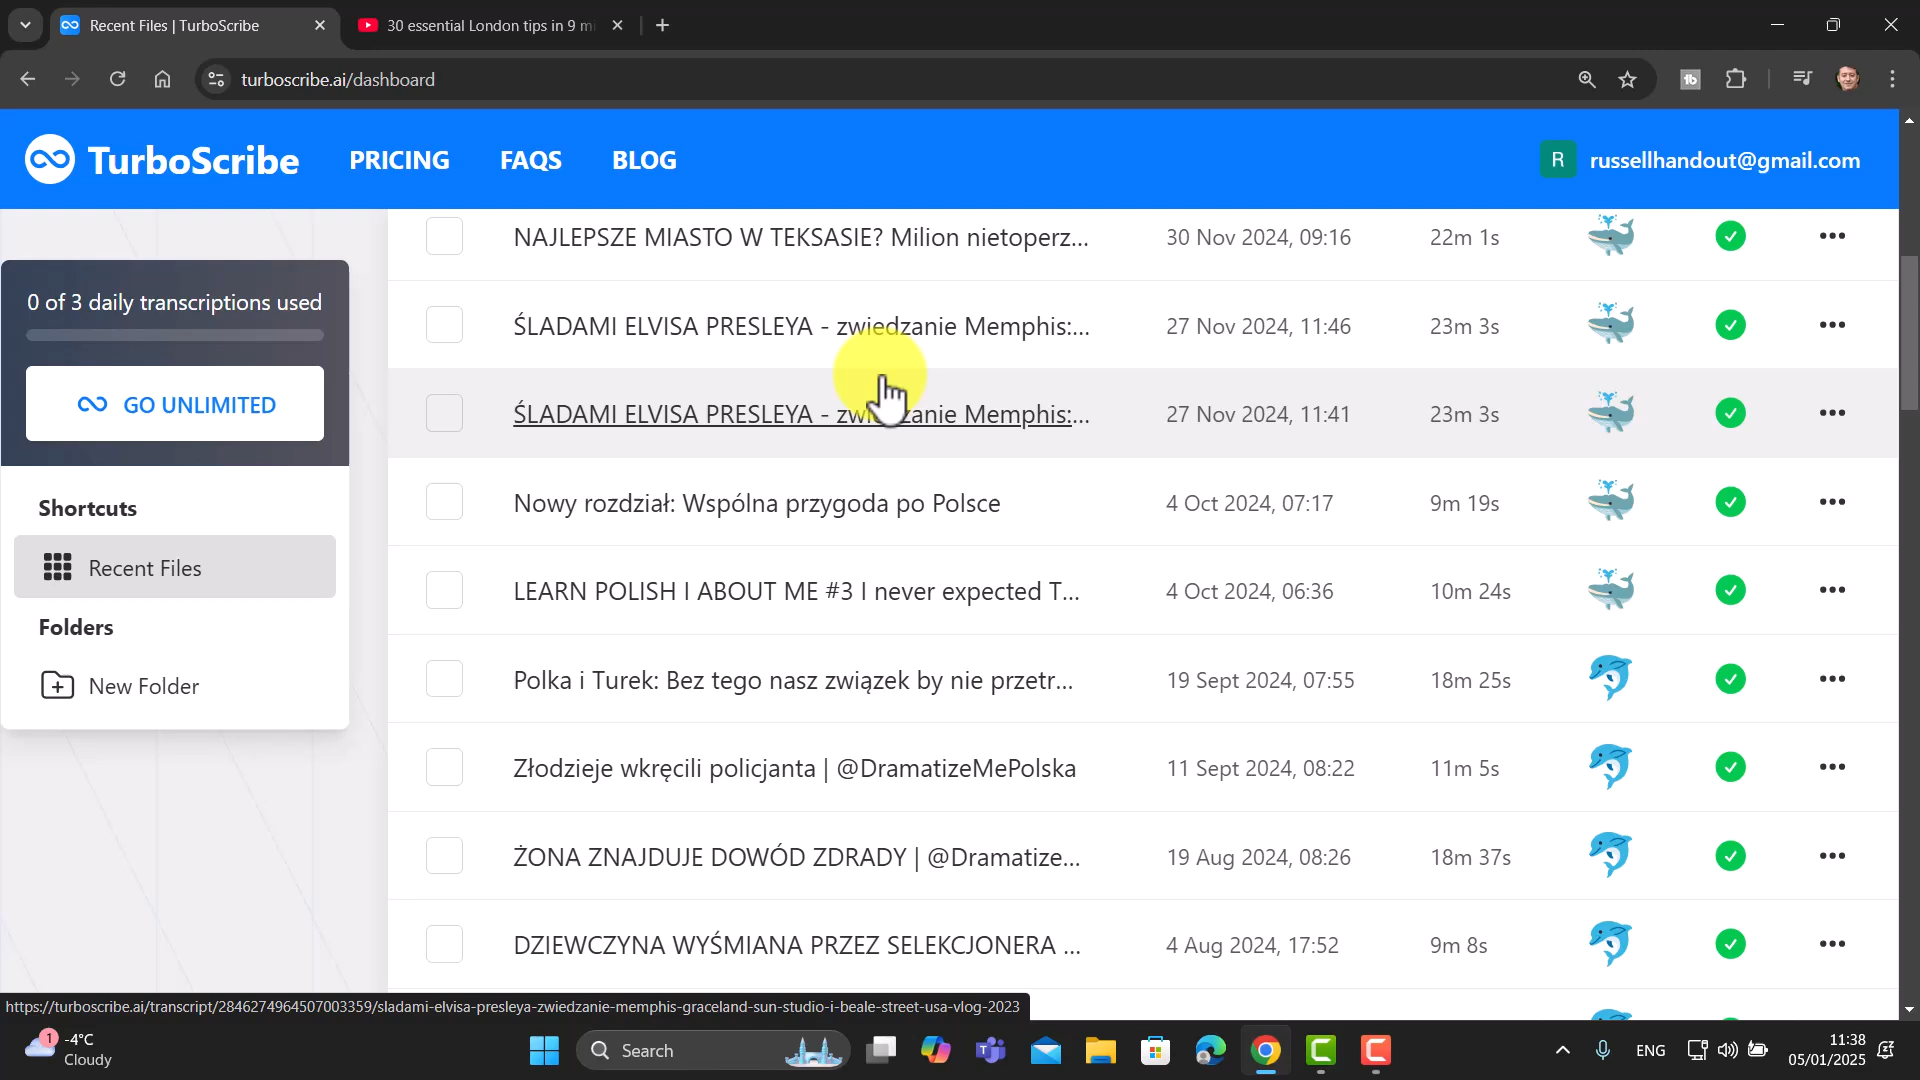 Recent Files | TurboScribe
30 essential London tips in 9 mi
turboscribe.ai/dashboard
TurboScribe
PRICING
FAQS
BLOG
R
russellhandout@gmail.com
0 of 3 daily transcriptions used
GO UNLIMITED
Shortcuts
Recent Files
Folders
New Folder
NAJLEPSZE MIASTO W TEKSASIE? Milion nietoperz... 30 Nov 2024, 09:16 22m 1s
ŚLADAMI ELVISA PRESLEYA - zwiedzanie Memphis:... 27 Nov 2024, 11:46 23m 3s
ŚLADAMI ELVISA PRESLEYA - zwiedzanie Memphis:... 27 Nov 2024, 11:41 23m 3s
Nowy rozdział: Wspólna przygoda po Polsce 4 Oct 2024, 07:17 9m 19s
LEARN POLISH I ABOUT ME #3 I never expected T... 4 Oct 2024, 06:36 10m 24s
Polka i Turek: Bez tego nasz związek by nie przetr... 19 Sept 2024, 07:55 18m 25s
Złodzieje wkręcili policjanta | @DramatizeMePolska 11 Sept 2024, 08:22 11m 5s
ŻONA ZNAJDUJE DOWÓD ZDRADY | @Dramatize... 19 Aug 2024, 08:26 18m 37s
DZIEWCZYNA WYŚMIANA PRZEZ SELEKCJONERA ... 4 Aug 2024, 17:52 9m 8s
https://turboscribe.ai/transcript/2846274964507003359/sladami-elvisa-presleya-zwiedzanie-memphis-graceland-sun-studio-i-beale-street-usa-vlog-2023
1
-4°C
Cloudy
Search
ENG
11:38
05/01/2025